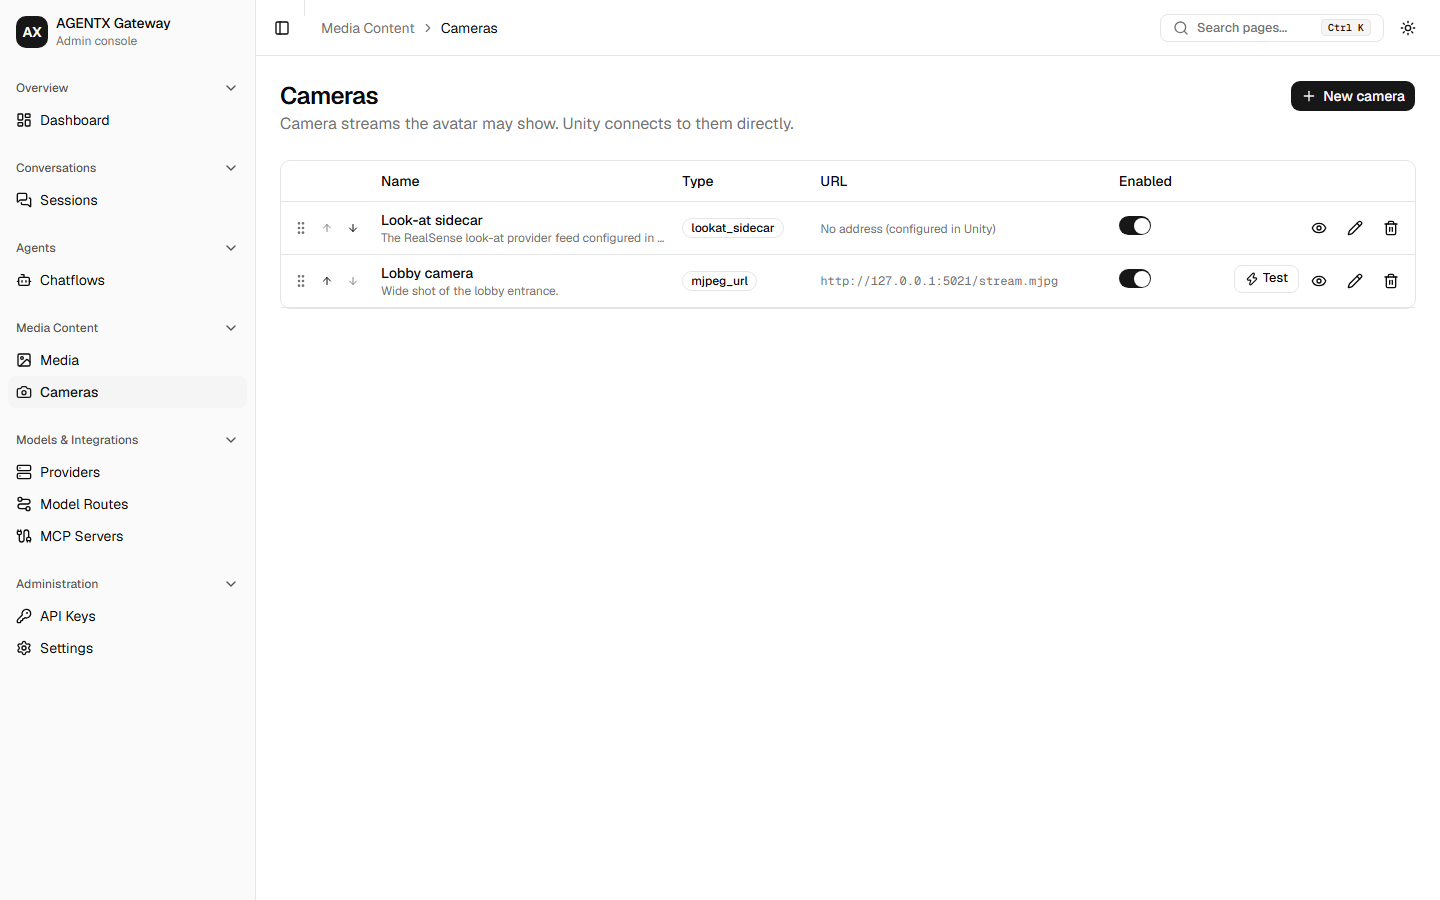 AX
AGENTX Gateway
Admin console
Overview
Dashboard
Conversations
Sessions
Agents
Chatflows
Media Content
Media
Cameras
Models & Integrations
Providers
Model Routes
MCP Servers
Administration
API Keys
Settings
Media Content > Cameras
Search pages... Ctrl K
Cameras
Camera streams the avatar may show. Unity connects to them directly.
New camera
Name Type URL Enabled
Look-at sidecar
The RealSense look-at provider feed configured in ...
lookat_sidecar
No address (configured in Unity)
Lobby camera
Wide shot of the lobby entrance.
mjpeg_url
http://127.0.0.1:5021/stream.mjpg
Test